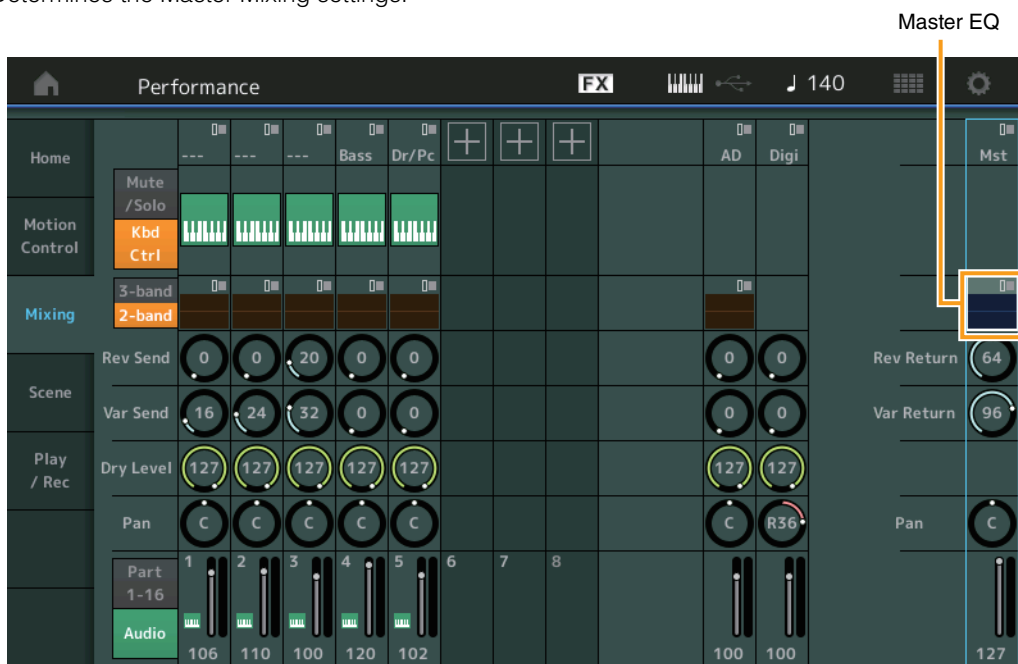 Determines the Master Mixing settings.
Master EQ
Performance FX 140
--- --- --- Bass Dr/Pc AD Digi Mst
Home
Mute
/Solo
Motion
Control
Kbd
Ctrl
3-band
Mixing 2-band
Rev Send 0 0 20 0 0 0 0 Rev Return 64
Scene
Var Send 16 24 32 0 0 0 0 Var Return 96
Play
/ Rec
Dry Level 127 127 127 127 127 127 127
Pan C C C C C C R36 Pan C
1 2 3 4 5 6 7 8
Part
1-16
Audio
106 110 100 120 102 100 100 127